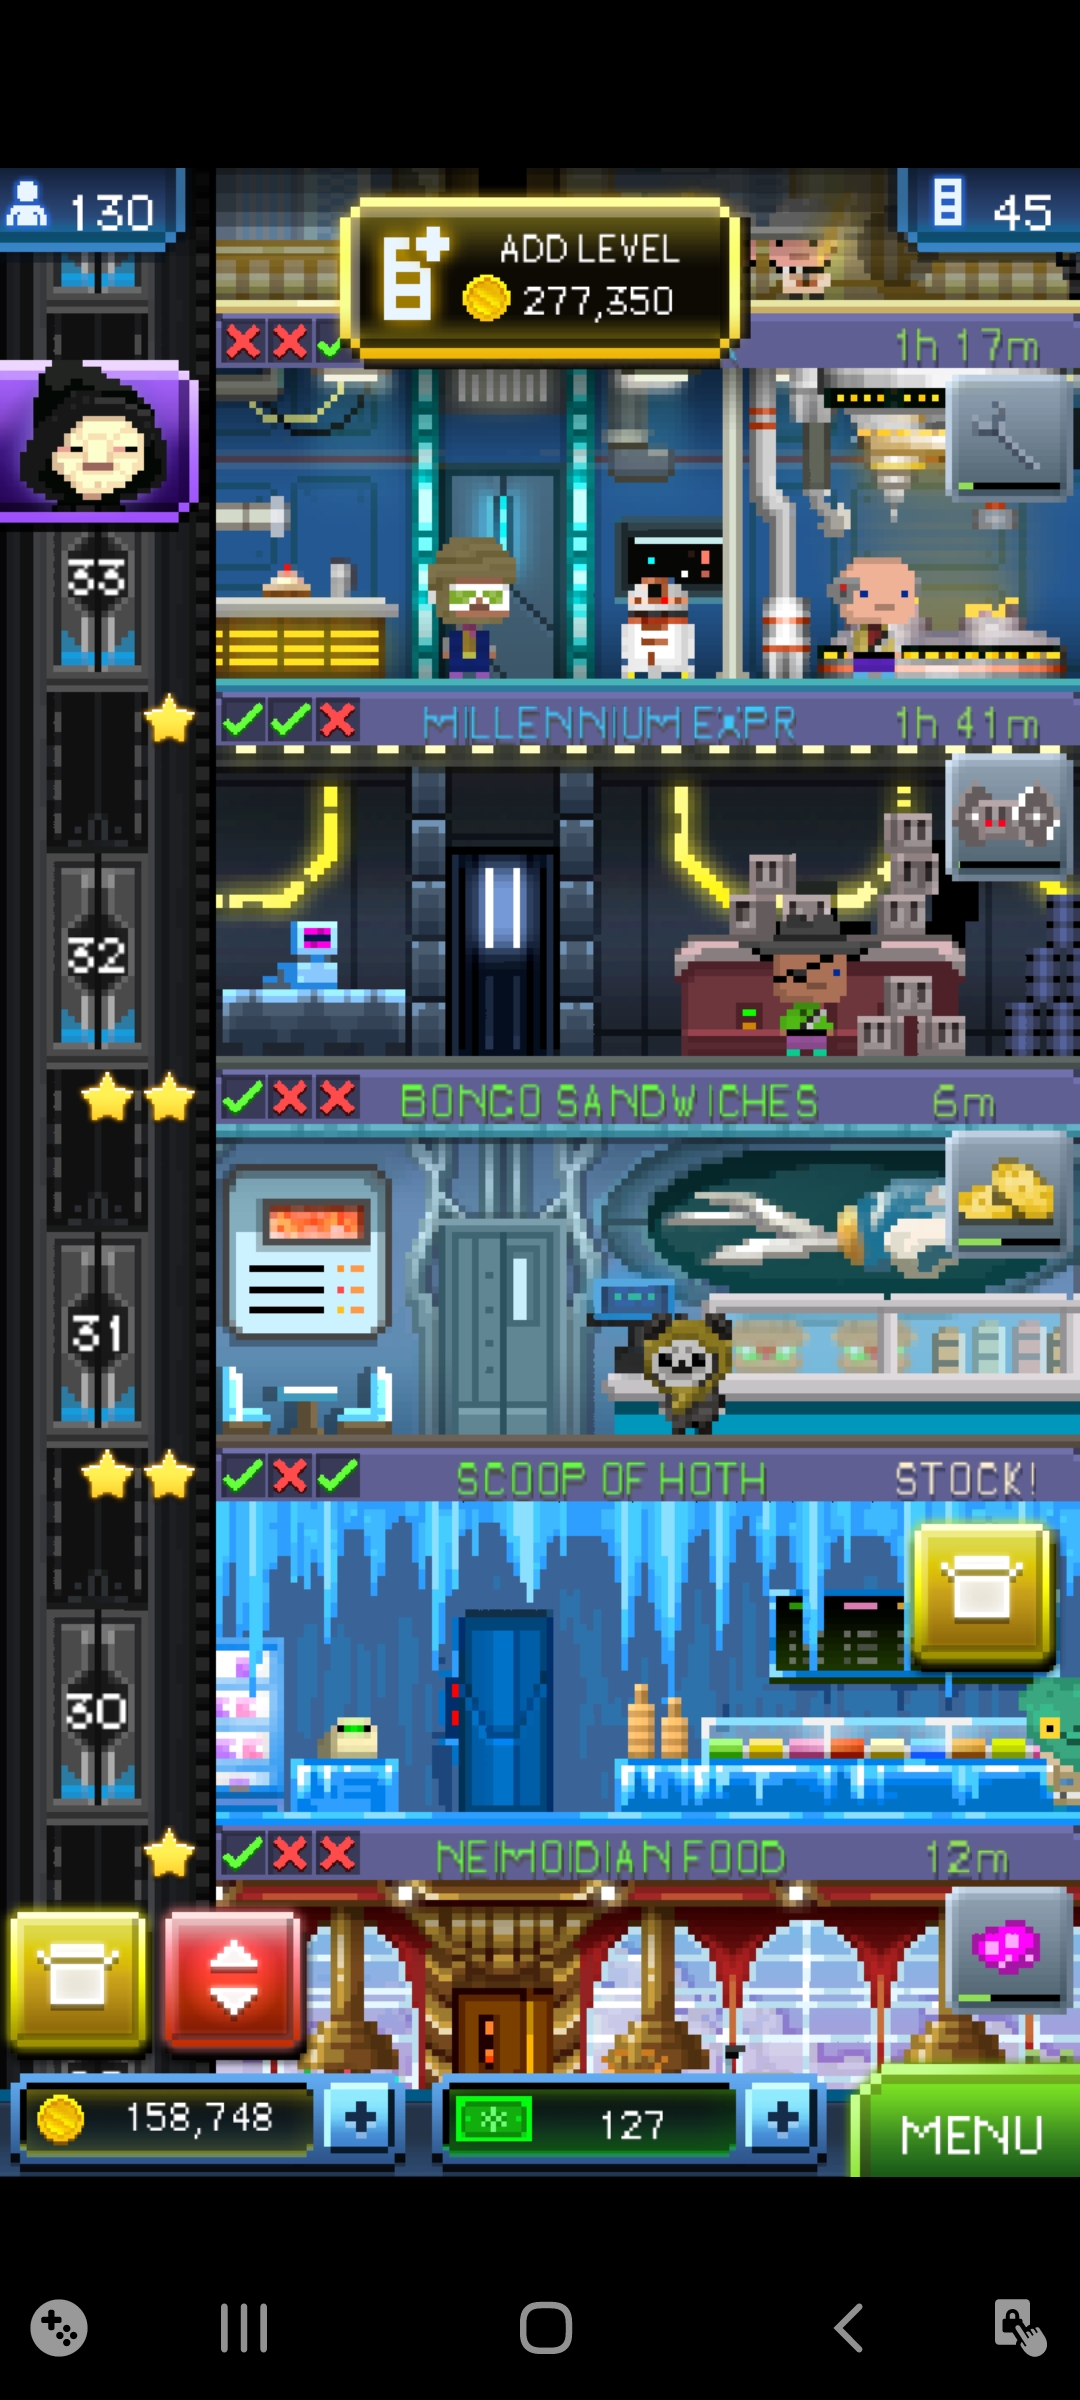 130
ADD LEVEL
277,350
45
1h 17m
33
MILLENNIUM EXPR
1h 41m
32
BONGO SANDWICHES
6m
31
SCOOP OF HOTH
STOCK!
30
NEIMOIDIAN FOOD
12m
158,748
127
MENU